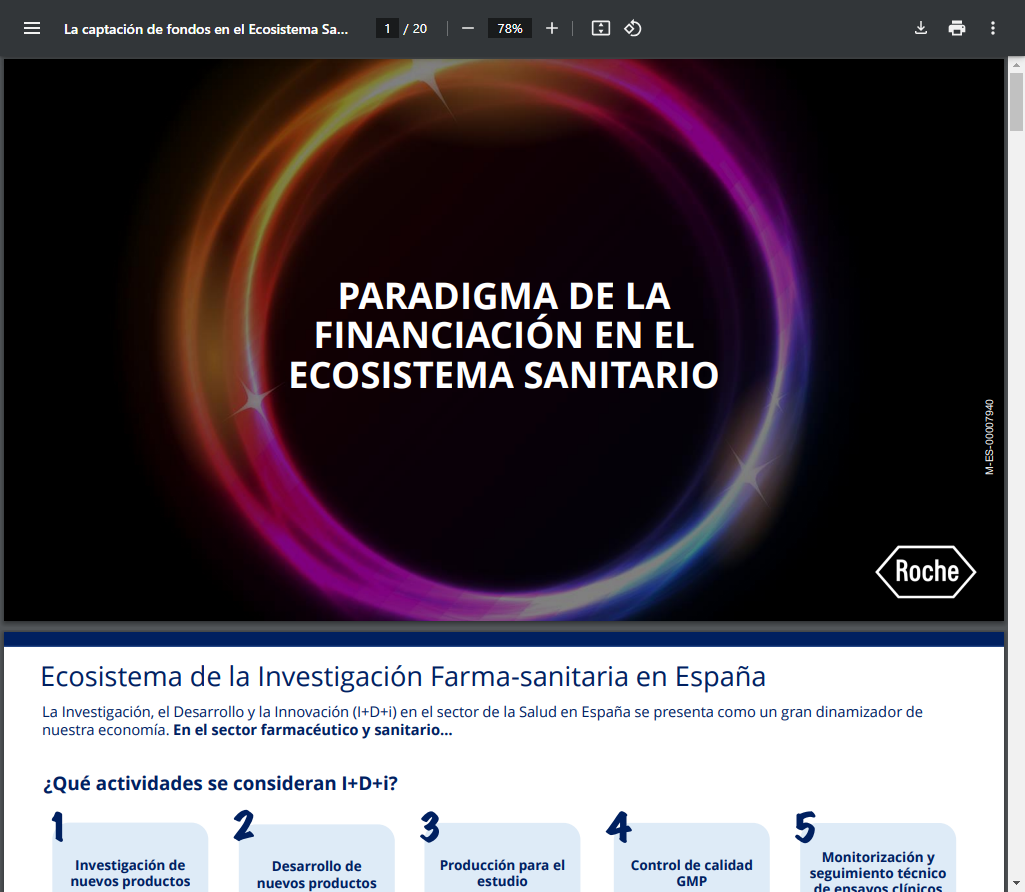 La captación de fondos en el Ecosistema Sa...
1 / 20
78%
PARADIGMA DE LA
FINANCIACIÓN EN EL
ECOSISTEMA SANITARIO
M-ES-00007940
Roche
Ecosistema de la Investigación Farma-sanitaria en España
La Investigación, el Desarrollo y la Innovación (I+D+i) en el sector de la Salud en España se presenta como un gran dinamizador de
nuestra economía. En el sector farmacéutico y sanitario...
¿Qué actividades se consideran I+D+i?
1
Investigación de
nuevos productos
2
Desarrollo de
nuevos productos
3
Producción para el
estudio
4
Control de calidad
GMP
5
Monitorización y
seguimiento técnico
de ensayos clínicos